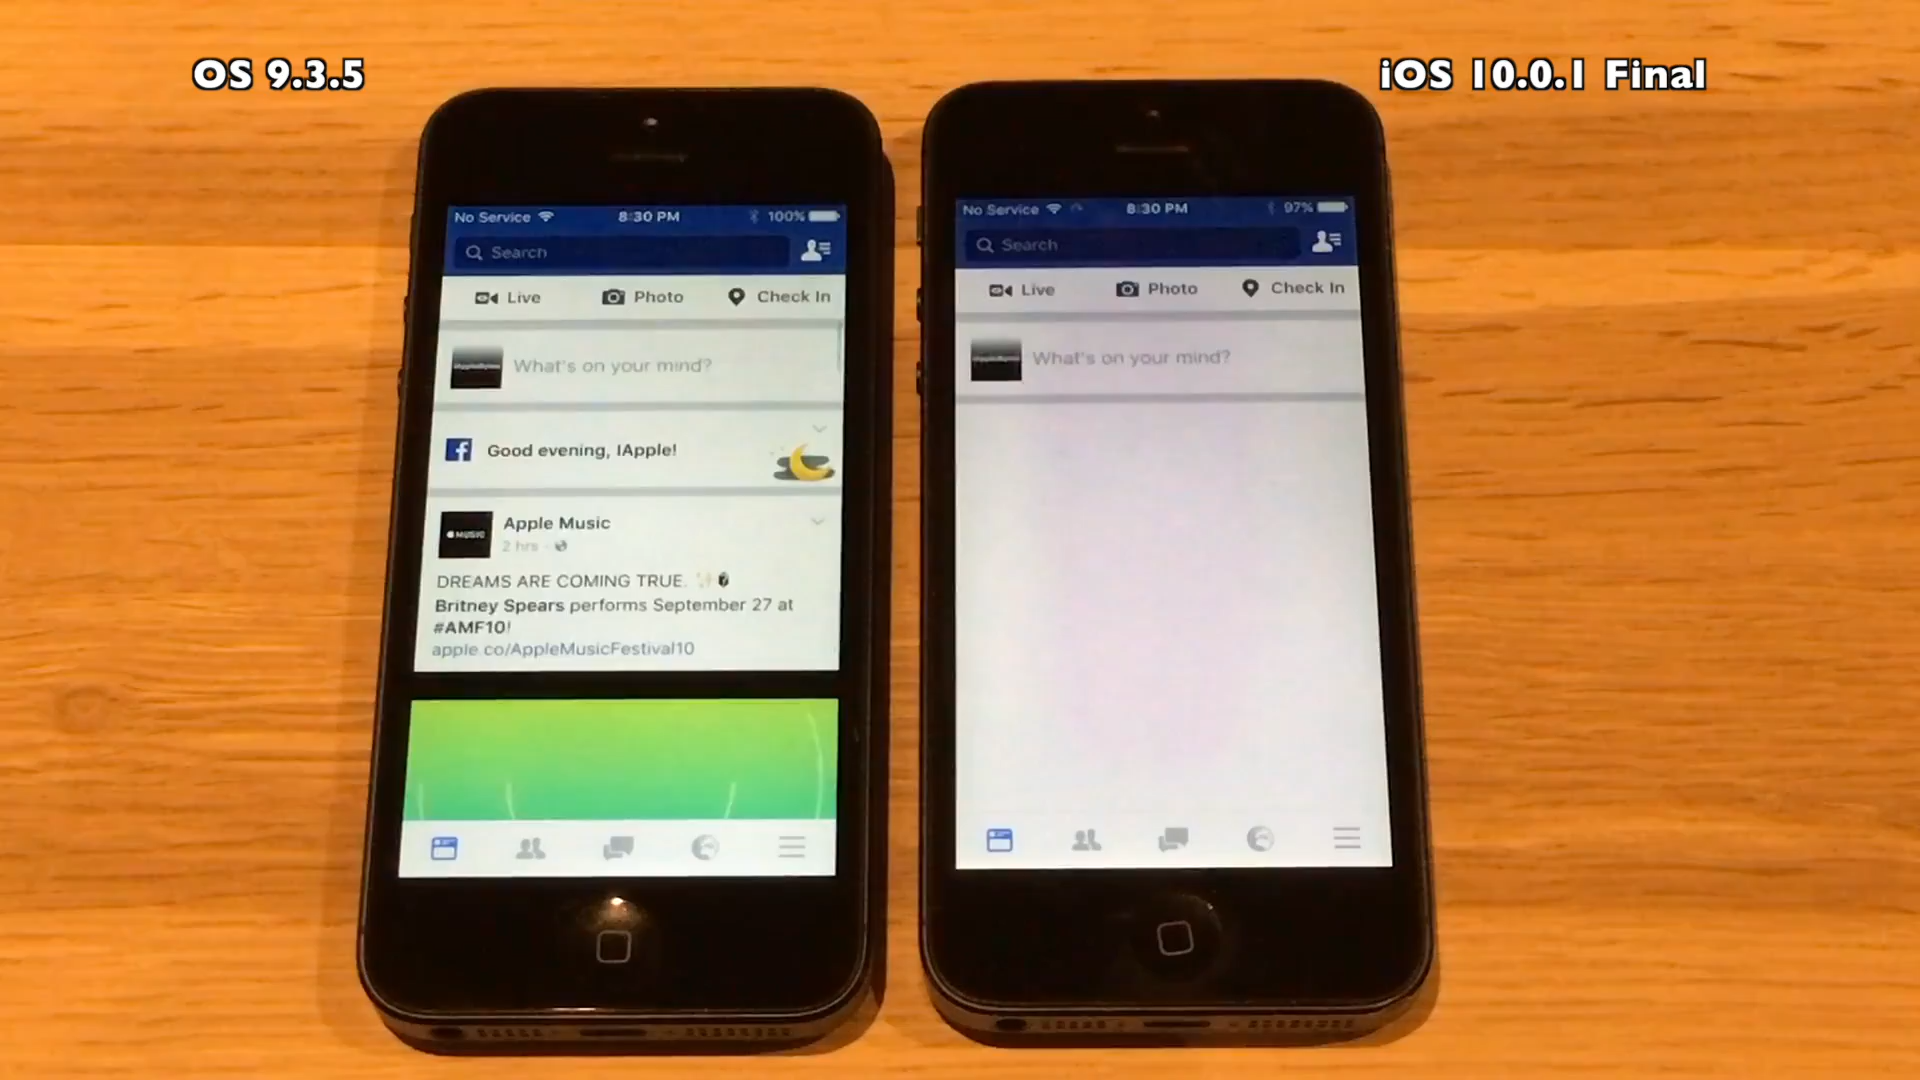 OS 9.3.5
iOS 10.0.1 Final
No Service 8:30 PM 100%
Search
Live Photo Check In
What's on your mind?
Good evening, IApple!
MUSIC
Apple Music
2 hrs
DREAMS ARE COMING TRUE.
Britney Spears performs September 27 at
#AMF10!
apple.co/AppleMusicFestival10
No Service 8:30 PM 97%
Search
Live Photo Check In
What's on your mind?